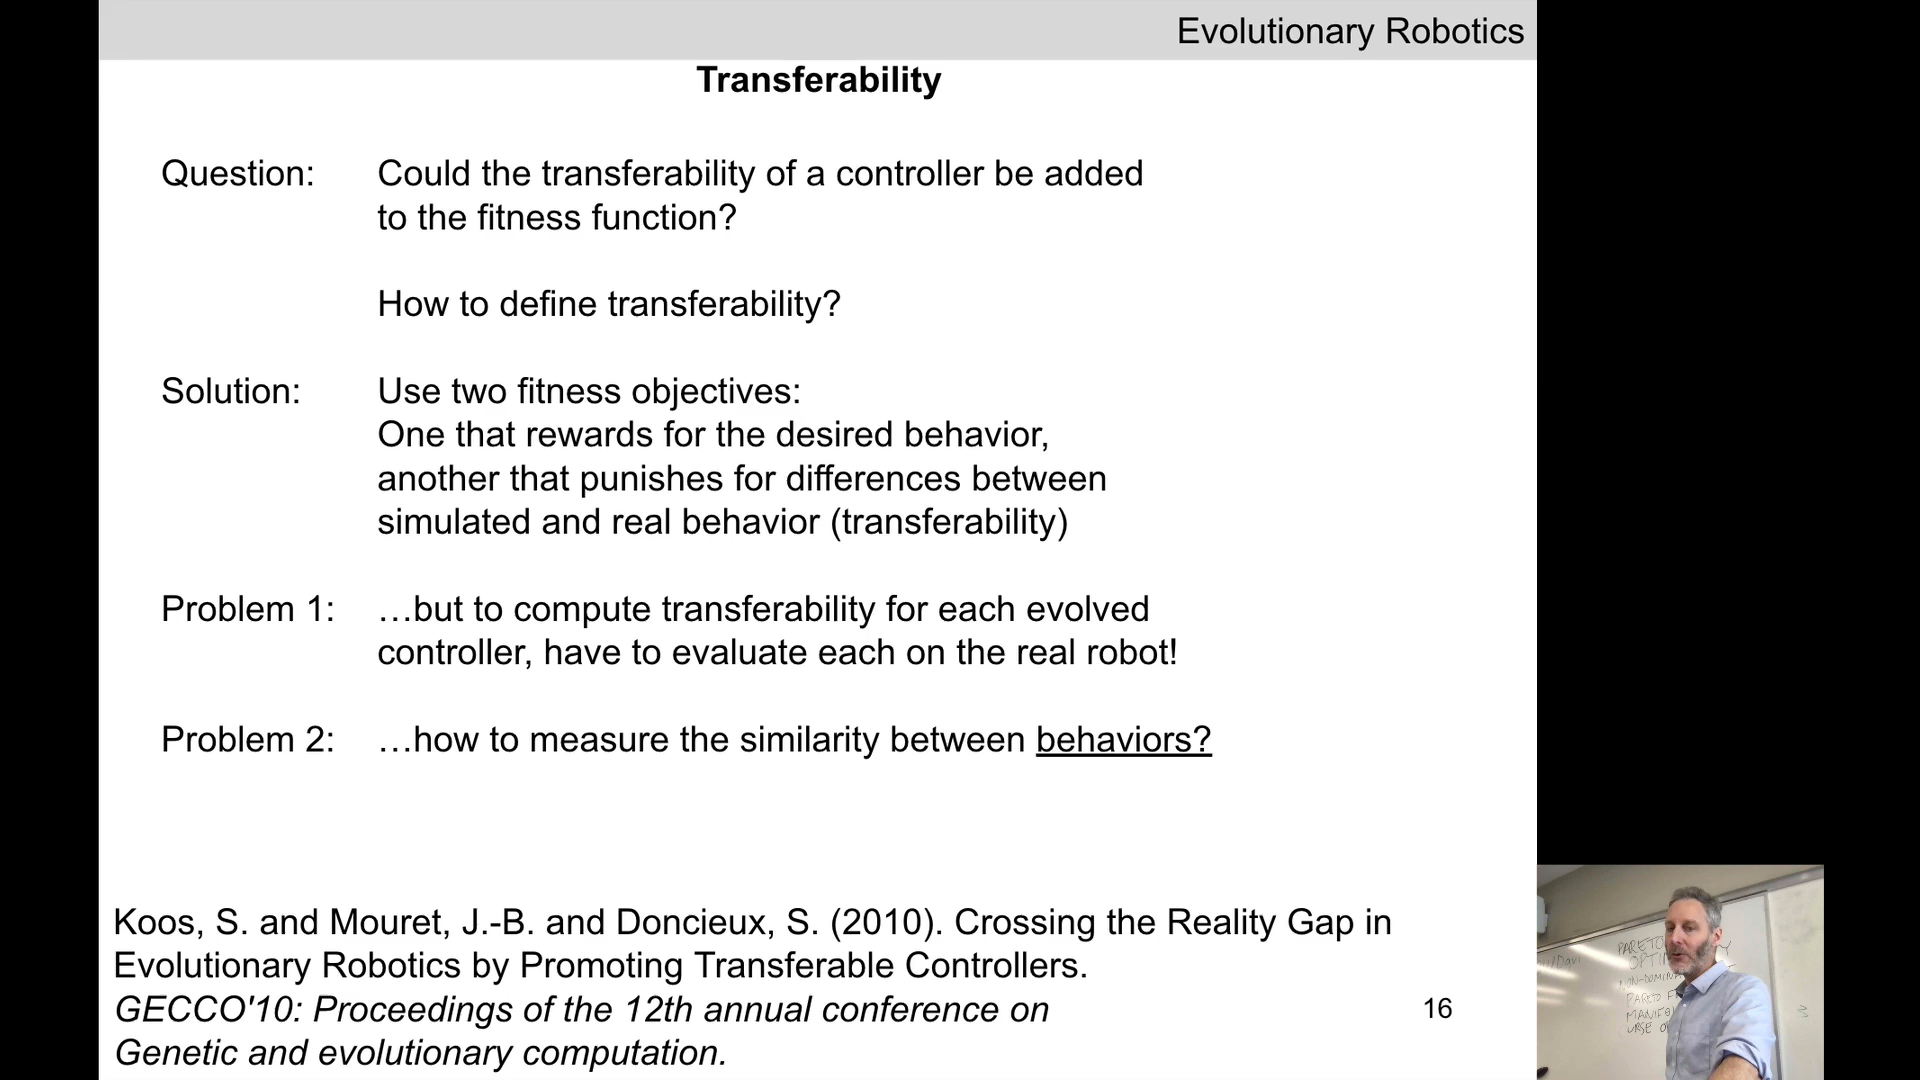 Evolutionary Robotics
Transferability
Question: Could the transferability of a controller be added
to the fitness function?
How to define transferability?
Solution: Use two fitness objectives:
One that rewards for the desired behavior,
another that punishes for differences between
simulated and real behavior (transferability)
Problem 1: …but to compute transferability for each evolved
controller, have to evaluate each on the real robot!
Problem 2: …how to measure the similarity between behaviors?
Koos, S. and Mouret, J.-B. and Doncieux, S. (2010). Crossing the Reality Gap in
Evolutionary Robotics by Promoting Transferable Controllers.
GECCO'10: Proceedings of the 12th annual conference on
Genetic and evolutionary computation.
16
PARETO
OPTI
PARETO F
MANIFO